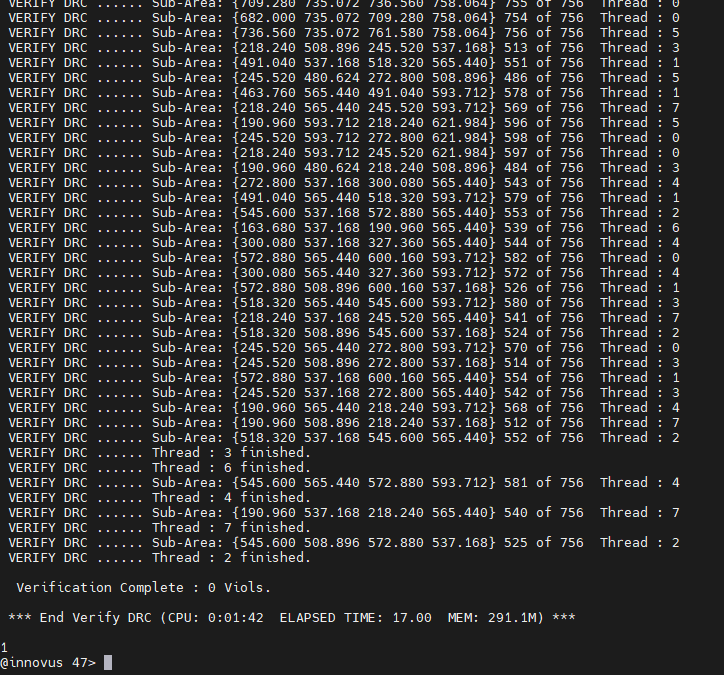 VERIFY DRC ...... Sub-Area: {709.280 735.072 736.560 758.064} 755 of 756  Thread : 0
VERIFY DRC ...... Sub-Area: {682.000 735.072 709.280 758.064} 754 of 756  Thread : 0
VERIFY DRC ...... Sub-Area: {736.560 735.072 761.580 758.064} 756 of 756  Thread : 5
VERIFY DRC ...... Sub-Area: {218.240 508.896 245.520 537.168} 513 of 756  Thread : 3
VERIFY DRC ...... Sub-Area: {491.040 537.168 518.320 565.440} 551 of 756  Thread : 1
VERIFY DRC ...... Sub-Area: {245.520 480.624 272.800 508.896} 486 of 756  Thread : 5
VERIFY DRC ...... Sub-Area: {463.760 565.440 491.040 593.712} 578 of 756  Thread : 1
VERIFY DRC ...... Sub-Area: {218.240 565.440 245.520 593.712} 569 of 756  Thread : 7
VERIFY DRC ...... Sub-Area: {190.960 593.712 218.240 621.984} 596 of 756  Thread : 5
VERIFY DRC ...... Sub-Area: {245.520 593.712 272.800 621.984} 598 of 756  Thread : 0
VERIFY DRC ...... Sub-Area: {218.240 593.712 245.520 621.984} 597 of 756  Thread : 0
VERIFY DRC ...... Sub-Area: {190.960 480.624 218.240 508.896} 484 of 756  Thread : 3
VERIFY DRC ...... Sub-Area: {272.800 537.168 300.080 565.440} 543 of 756  Thread : 4
VERIFY DRC ...... Sub-Area: {491.040 565.440 518.320 593.712} 579 of 756  Thread : 1
VERIFY DRC ...... Sub-Area: {545.600 537.168 572.880 565.440} 553 of 756  Thread : 2
VERIFY DRC ...... Sub-Area: {163.680 537.168 190.960 565.440} 539 of 756  Thread : 6
VERIFY DRC ...... Sub-Area: {300.080 537.168 327.360 565.440} 544 of 756  Thread : 4
VERIFY DRC ...... Sub-Area: {572.880 565.440 600.160 593.712} 582 of 756  Thread : 0
VERIFY DRC ...... Sub-Area: {300.080 565.440 327.360 593.712} 572 of 756  Thread : 4
VERIFY DRC ...... Sub-Area: {572.880 508.896 600.160 537.168} 526 of 756  Thread : 1
VERIFY DRC ...... Sub-Area: {518.320 565.440 545.600 593.712} 580 of 756  Thread : 3
VERIFY DRC ...... Sub-Area: {218.240 537.168 245.520 565.440} 541 of 756  Thread : 7
VERIFY DRC ...... Sub-Area: {518.320 508.896 545.600 537.168} 524 of 756  Thread : 2
VERIFY DRC ...... Sub-Area: {245.520 565.440 272.800 593.712} 570 of 756  Thread : 0
VERIFY DRC ...... Sub-Area: {245.520 508.896 272.800 537.168} 514 of 756  Thread : 3
VERIFY DRC ...... Sub-Area: {572.880 537.168 600.160 565.440} 554 of 756  Thread : 1
VERIFY DRC ...... Sub-Area: {245.520 537.168 272.800 565.440} 542 of 756  Thread : 3
VERIFY DRC ...... Sub-Area: {190.960 565.440 218.240 593.712} 568 of 756  Thread : 4
VERIFY DRC ...... Sub-Area: {190.960 508.896 218.240 537.168} 512 of 756  Thread : 7
VERIFY DRC ...... Sub-Area: {518.320 537.168 545.600 565.440} 552 of 756  Thread : 2
VERIFY DRC ...... Thread : 3 finished.
VERIFY DRC ...... Thread : 6 finished.
VERIFY DRC ...... Sub-Area: {545.600 565.440 572.880 593.712} 581 of 756  Thread : 4
VERIFY DRC ...... Thread : 4 finished.
VERIFY DRC ...... Sub-Area: {190.960 537.168 218.240 565.440} 540 of 756  Thread : 7
VERIFY DRC ...... Thread : 7 finished.
VERIFY DRC ...... Sub-Area: {545.600 508.896 572.880 537.168} 525 of 756  Thread : 2
VERIFY DRC ...... Thread : 2 finished.
Verification Complete : 0 Viols.
*** End Verify DRC (CPU: 0:01:42  ELAPSED TIME: 17.00  MEM: 291.1M) ***
1
@innovus 47>